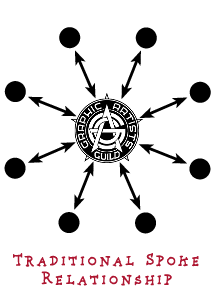 GRAPHIC ARTISTS
GUILD
TRADITIONAL SPOKE
RELATIONSHIP